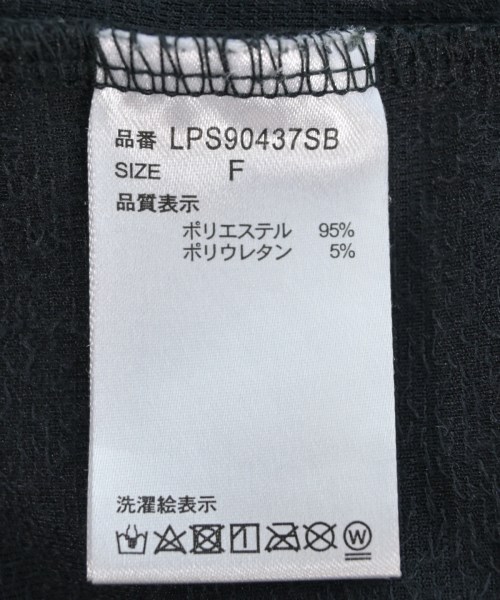 品番 LPS90437SB
SIZE F
品質表示
ポリエステル 95%
ポリウレタン 5%
洗濯絵表示
W